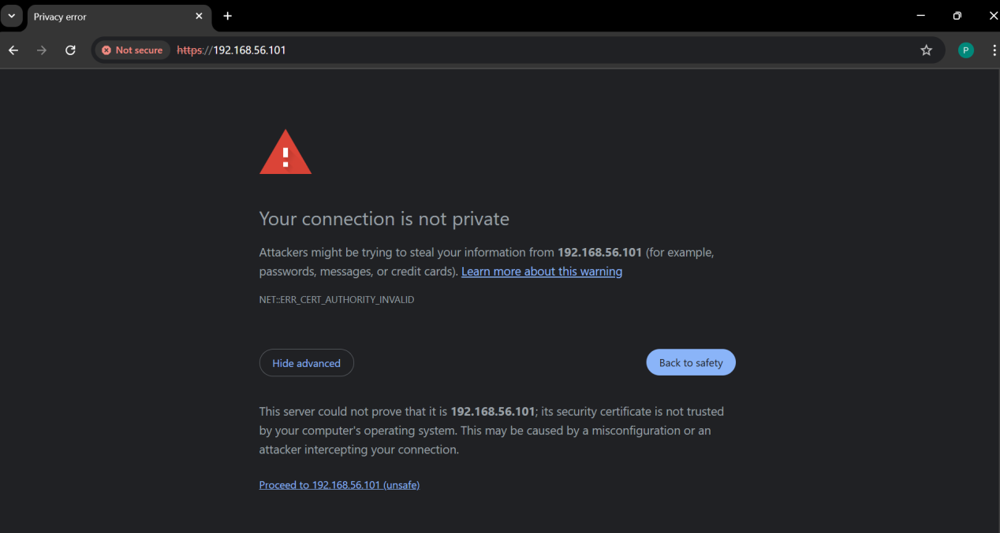 Privacy error
Not secure https://192.168.56.101 P
Your connection is not private
Attackers might be trying to steal your information from 192.168.56.101 (for example,
passwords, messages, or credit cards). Learn more about this warning
NET::ERR_CERT_AUTHORITY_INVALID
Hide advanced Back to safety
This server could not prove that it is 192.168.56.101; its security certificate is not trusted
by your computer's operating system. This may be caused by a misconfiguration or an
attacker intercepting your connection.
Proceed to 192.168.56.101 (unsafe)